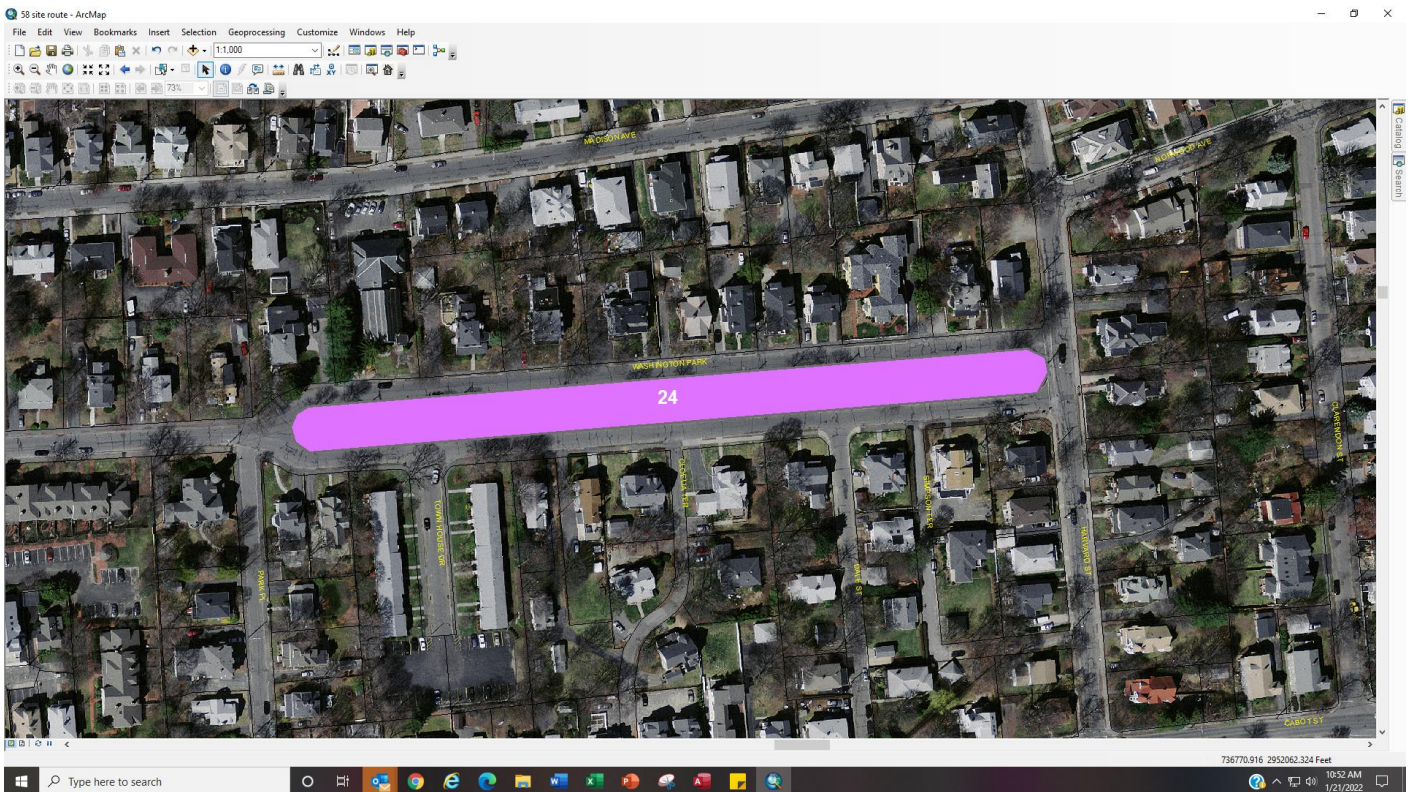 58 site route - ArcMap
File Edit View Bookmarks Insert Selection Geoprocessing Customize Windows Help
1:1,000
73%
Catalog
Search
MADISON AVE
NORWOOD AVE
WASHINGTON PARK
24
CLARENDON ST
TOWN HOUSE DR
PARK PL
HARVARD ST
CABOT ST
736770.916 2952062.324 Feet
Type here to search
10:52 AM
1/21/2022